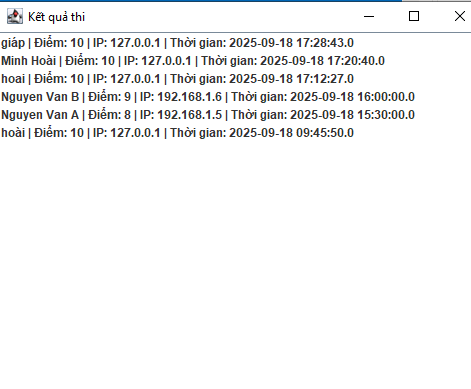 Kết quả thi
giáp | Điểm: 10 | IP: 127.0.0.1 | Thời gian: 2025-09-18 17:28:43.0
Minh Hoài | Điểm: 10 | IP: 127.0.0.1 | Thời gian: 2025-09-18 17:20:40.0
hoai | Điểm: 10 | IP: 127.0.0.1 | Thời gian: 2025-09-18 17:12:27.0
Nguyen Van B | Điểm: 9 | IP: 192.168.1.6 | Thời gian: 2025-09-18 16:00:00.0
Nguyen Van A | Điểm: 8 | IP: 192.168.1.5 | Thời gian: 2025-09-18 15:30:00.0
hoài | Điểm: 10 | IP: 127.0.0.1 | Thời gian: 2025-09-18 09:45:50.0